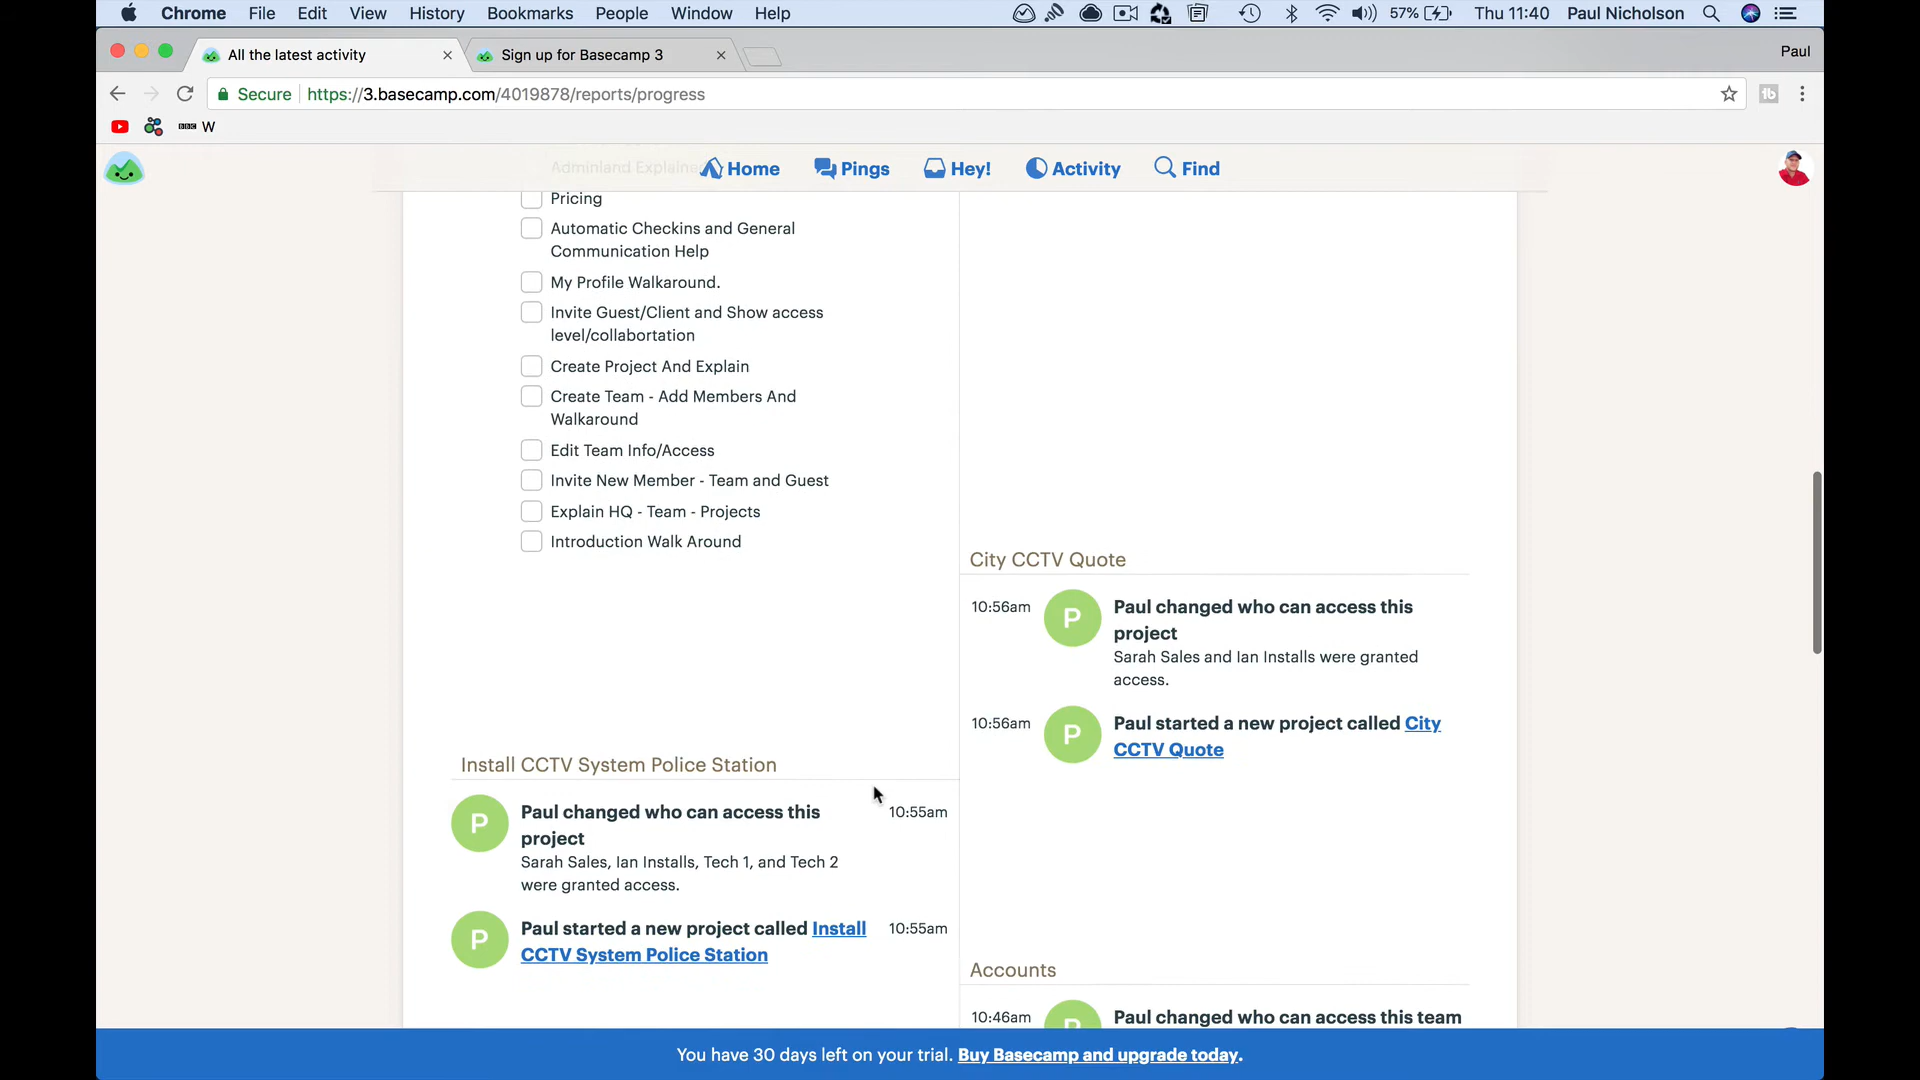 Chrome File Edit View History Bookmarks People Window Help 57% Thu 11:40 Paul Nicholson
All the latest activity
Sign up for Basecamp 3
Paul
Secure https://3.basecamp.com/4019878/reports/progress
BBC W
Home Pings Hey! Activity Find
Adminland Explaine
Pricing
Automatic Checkins and General
Communication Help
My Profile Walkaround.
Invite Guest/Client and Show access
level/collabortation
Create Project And Explain
Create Team - Add Members And
Walkaround
Edit Team Info/Access
Invite New Member - Team and Guest
Explain HQ - Team - Projects
Introduction Walk Around
City CCTV Quote
10:56am
P
Paul changed who can access this
project
Sarah Sales and Ian Installs were granted
access.
10:56am
P
Paul started a new project called City
CCTV Quote
Install CCTV System Police Station
P
Paul changed who can access this
project
10:55am
Sarah Sales, Ian Installs, Tech 1, and Tech 2
were granted access.
P
Paul started a new project called Install
CCTV System Police Station
10:55am
Accounts
10:46am
P
Paul changed who can access this team
You have 30 days left on your trial. Buy Basecamp and upgrade today.